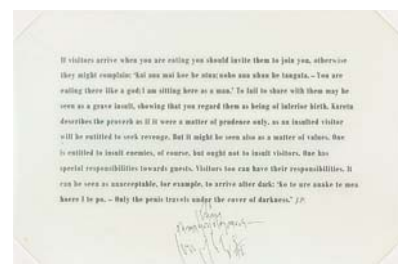 If visitors arrive when you are eating you should invite them to join you, otherwise
they might complain: 'kai ana mai koe he atua; noho ana ahau he tangata. – You are
eating there like a god; I am sitting here as a man.' To fail to share with them may be
seen as a grave insult, showing that you regard them as being of inferior birth. Kareta
describes the proverb as if it were a matter of prudence only, as an insulted visitor
will be entitled to seek revenge. But it might be seen also as a matter of values. One
is entitled to insult enemies, of course, but ought not to insult visitors. One has
special responsibilities towards guests. Visitors too can have their responsibilities. It
can be seen as unacceptable, for example, to arrive after dark: 'ko te ure anake te mea
haere i te po. – Only the penis travels under the cover of darkness.' J.P.